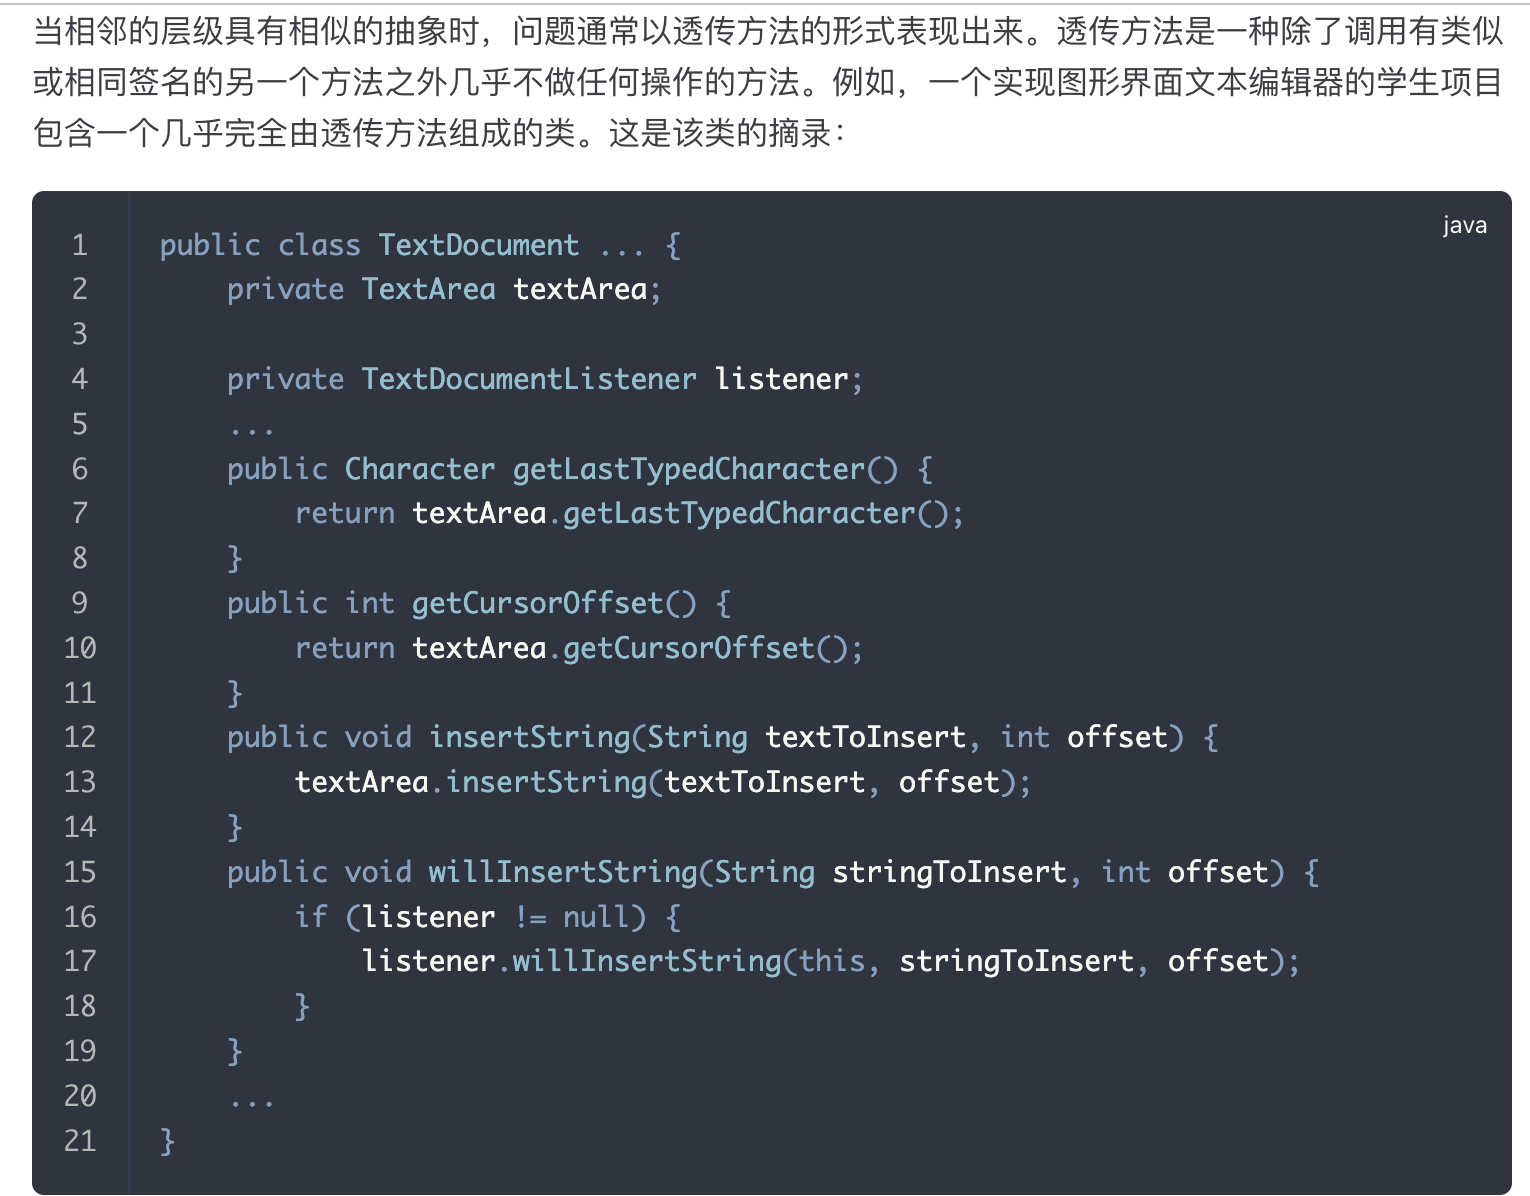 当相邻的层级具有相似的抽象时，问题通常以透传方法的形式表现出来。透传方法是一种除了调用有类似
或相同签名的另一个方法之外几乎不做任何操作的方法。例如，一个实现图形界面文本编辑器的学生项目
包含一个几乎完全由透传方法组成的类。这是该类的摘录：
java
1 public class TextDocument ... {
2     private TextArea textArea;
3
4     private TextDocumentListener listener;
5     ...
6     public Character getLastTypedCharacter() {
7         return textArea.getLastTypedCharacter();
8     }
9     public int getCursorOffset() {
10         return textArea.getCursorOffset();
11     }
12     public void insertString(String textToInsert, int offset) {
13         textArea.insertString(textToInsert, offset);
14     }
15     public void willInsertString(String stringToInsert, int offset) {
16         if (listener != null) {
17             listener.willInsertString(this, stringToInsert, offset);
18         }
19     }
20     ...
21 }